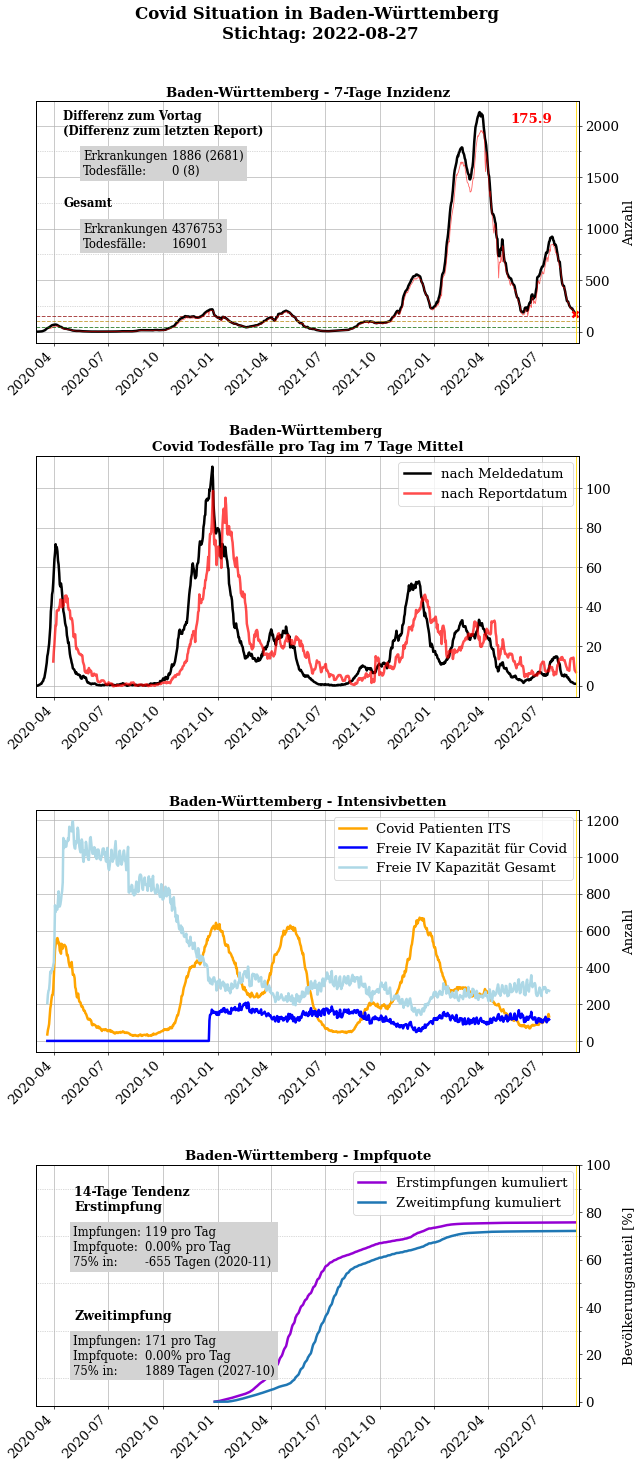 Covid Situation in Baden-Württemberg
Stichtag: 2022-08-27
Baden-Württemberg - 7-Tage Inzidenz
Differenz zum Vortag
(Differenz zum letzten Report)
Erkrankungen 1886 (2681)
Todesfälle: 0 (8)
Gesamt
Erkrankungen 4376753
Todesfälle: 16901
175.9
2000
1500
1000
500
0
Anzahl
2020-04 2020-07 2020-10 2021-01 2021-04 2021-07 2021-10 2022-01 2022-04 2022-07
Baden-Württemberg
Covid Todesfälle pro Tag im 7 Tage Mittel
nach Meldedatum
nach Reportdatum
100
80
60
40
20
0
2020-04 2020-07 2020-10 2021-01 2021-04 2021-07 2021-10 2022-01 2022-04 2022-07
Baden-Württemberg - Intensivbetten
Covid Patienten ITS
Freie IV Kapazität für Covid
Freie IV Kapazität Gesamt
1200
1000
800
600
400
200
0
Anzahl
2020-04 2020-07 2020-10 2021-01 2021-04 2021-07 2021-10 2022-01 2022-04 2022-07
Baden-Württemberg - Impfquote
14-Tage Tendenz
Erstimpfung
Impfungen: 119 pro Tag
Impfquote: 0.00% pro Tag
75% in: -655 Tagen (2020-11)
Zweitimpfung
Impfungen: 171 pro Tag
Impfquote: 0.00% pro Tag
75% in: 1889 Tagen (2027-10)
Erstimpfungen kumuliert
Zweitimpfung kumuliert
100
80
60
40
20
0
Bevölkerungsanteil [%]
2020-04 2020-07 2020-10 2021-01 2021-04 2021-07 2021-10 2022-01 2022-04 2022-07